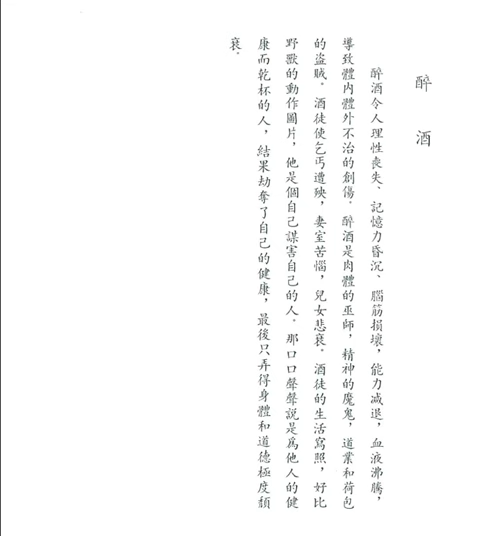 醉酒
醉酒令人理性喪失、記憶力昏沉、腦筋損壞，能力減退，血液沸騰，
導致體內體外不治的創傷。醉酒是肉體的巫師，精神的魔鬼，道業和荷包
的盜賊。酒徒使乞丐遭殃，妻室苦惱，兒女悲衰。酒徒的生活寫照，好比
野獸的動作圖片，他是個自己謀害自己的人。那口口聲聲說是為他人的健
康而乾杯的人，結果劫奪了自己的健康，最後只弄得身體和道德極度頹
衰。